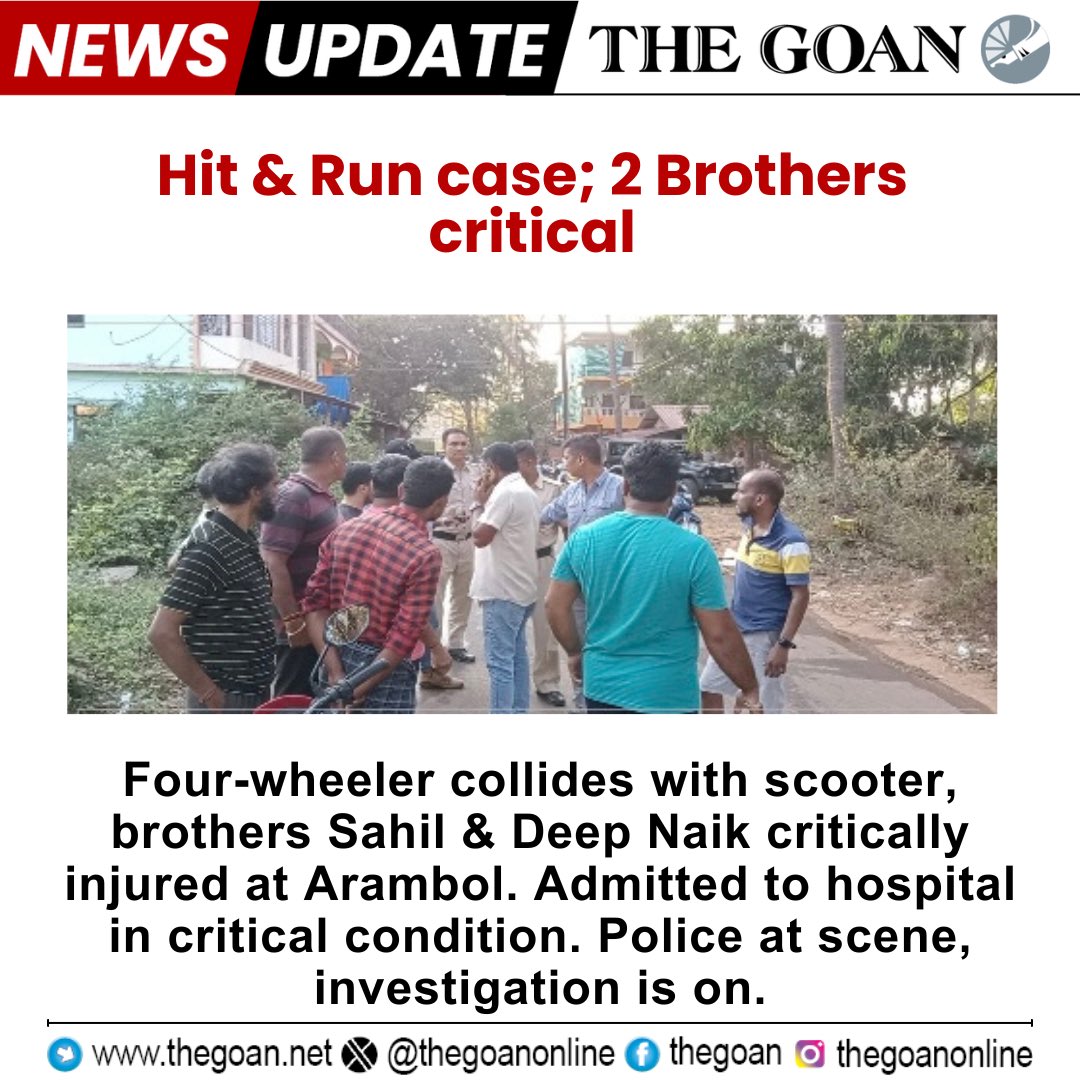 NEWS UPDATE THE GOAN
Hit & Run case; 2 Brothers
critical
Four-wheeler collides with scooter,
brothers Sahil & Deep Naik critically
injured at Arambol. Admitted to hospital
in critical condition. Police at scene,
investigation is on.
www.thegoan.net @thegoanonline thegoan thegoanonline